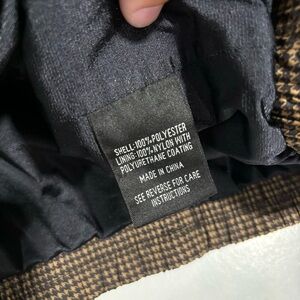 SHELL:100%POLYESTER
LINING:100%NYLON WITH
POLYURETHANE COATING
MADE IN CHINA
SEE REVERSE FOR CARE
INSTRUCTIONS